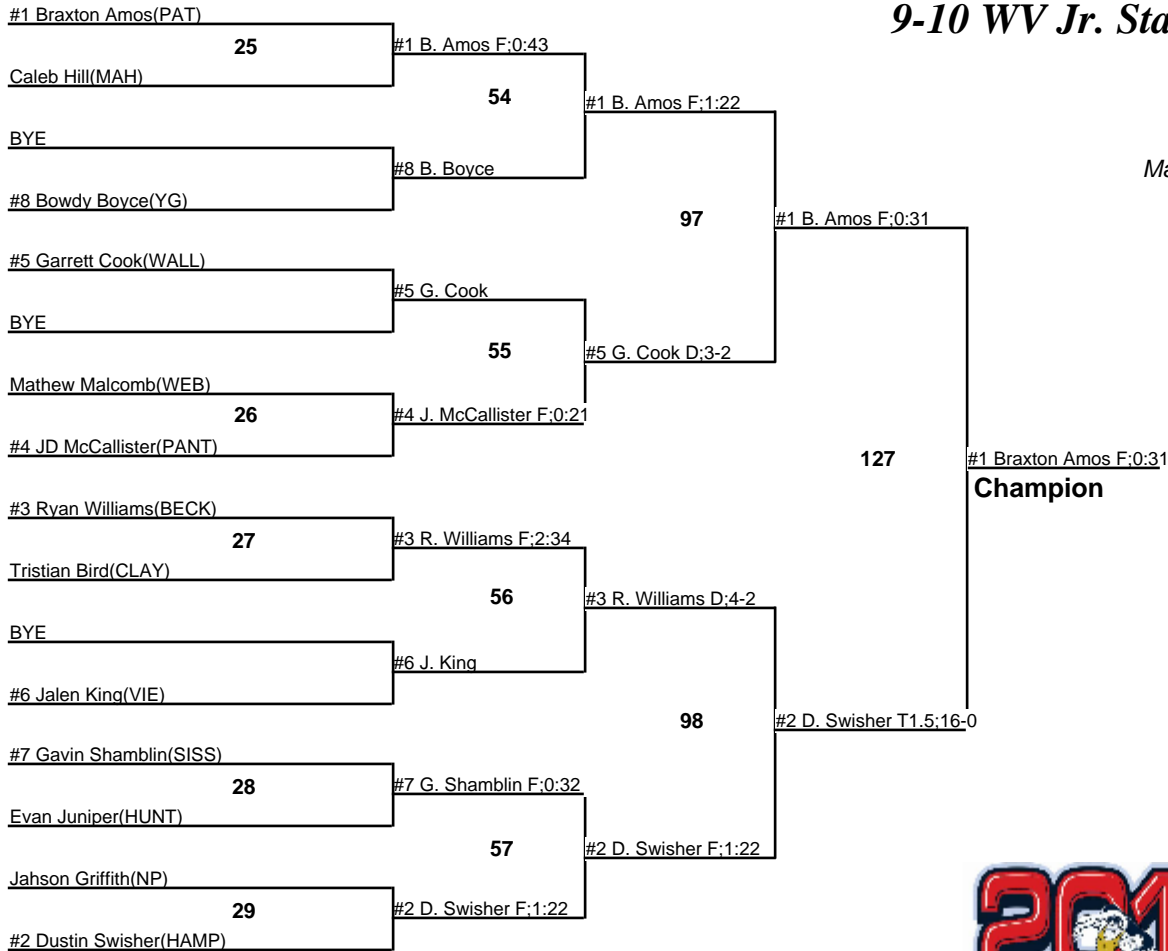 #1 Braxton Amos(PAT)
9-10 WV Jr. Sta
25
#1 B. Amos F;0:43
Caleb Hill(MAH)
54
#1 B. Amos F;1:22
BYE
#8 B. Boyce
Ma
#8 Bowdy Boyce(YG)
97
#1 B. Amos F;0:31
#5 Garrett Cook(WALL)
#5 G. Cook
BYE
55
#5 G. Cook D;3-2
Mathew Malcomb(WEB)
26
#4 J. McCallister F;0:21
#4 JD McCallister(PANT)
127
#1 Braxton Amos F;0:31
Champion
#3 Ryan Williams(BECK)
27
#3 R. Williams F;2:34
Tristian Bird(CLAY)
56
#3 R. Williams D;4-2
BYE
#6 J. King
#6 Jalen King(VIE)
98
#2 D. Swisher T1.5;16-0
#7 Gavin Shamblin(SISS)
28
#7 G. Shamblin F;0:32
Evan Juniper(HUNT)
57
#2 D. Swisher F;1:22
Jahson Griffith(NP)
29
#2 D. Swisher F;1:22
#2 Dustin Swisher(HAMP)
201